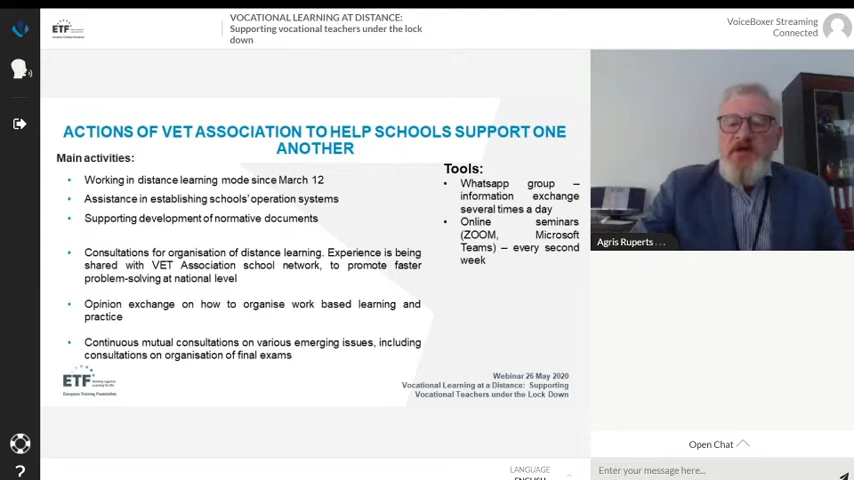 VOCATIONAL LEARNING AT DISTANCE:
Supporting vocational teachers under the lock
down
VoiceBoxer Streaming
Connected
ETF
ACTIONS OF VET ASSOCIATION TO HELP SCHOOLS SUPPORT ONE
ANOTHER
Main activities:
• Working in distance learning mode since March 12
• Assistance in establishing schools' operation systems
• Supporting development of normative documents
• Consultations for organisation of distance learning. Experience is being
shared with VET Association school network, to promote faster
problem-solving at national level
• Opinion exchange on how to organise work based learning and
practice
• Continuous mutual consultations on various emerging issues, including
consultations on organisation of final exams
Tools:
• Whatsapp group –
information exchange
several times a day
• Online seminars
(ZOOM, Microsoft
Teams) – every second
week
ETF
European Training Foundation
Webinar 26 May 2020
Vocational Learning at a Distance: Supporting
Vocational Teachers under the Lock Down
Agris Ruperts ...
Open Chat
Enter your message here...
LANGUAGE
ENGLISH
?